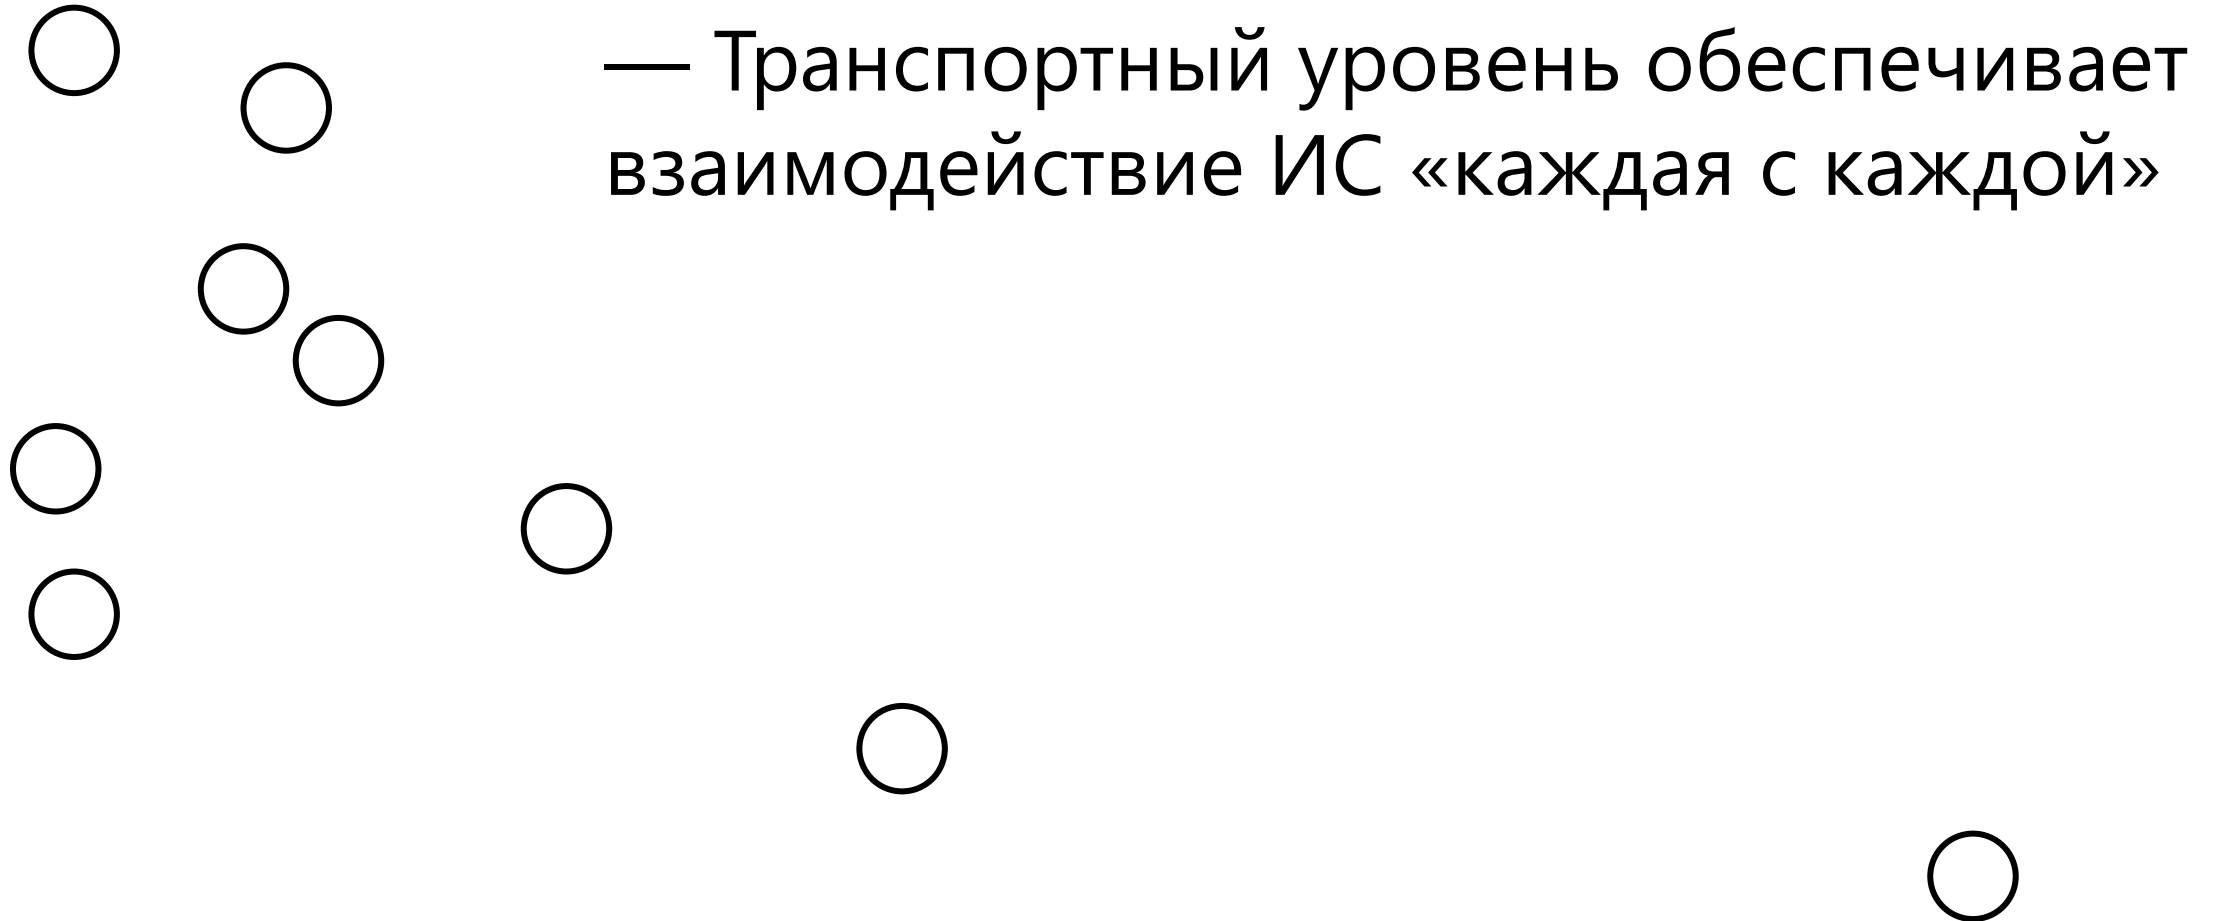 — Транспортный уровень обеспечивает
взаимодействие ИС «каждая с каждой»